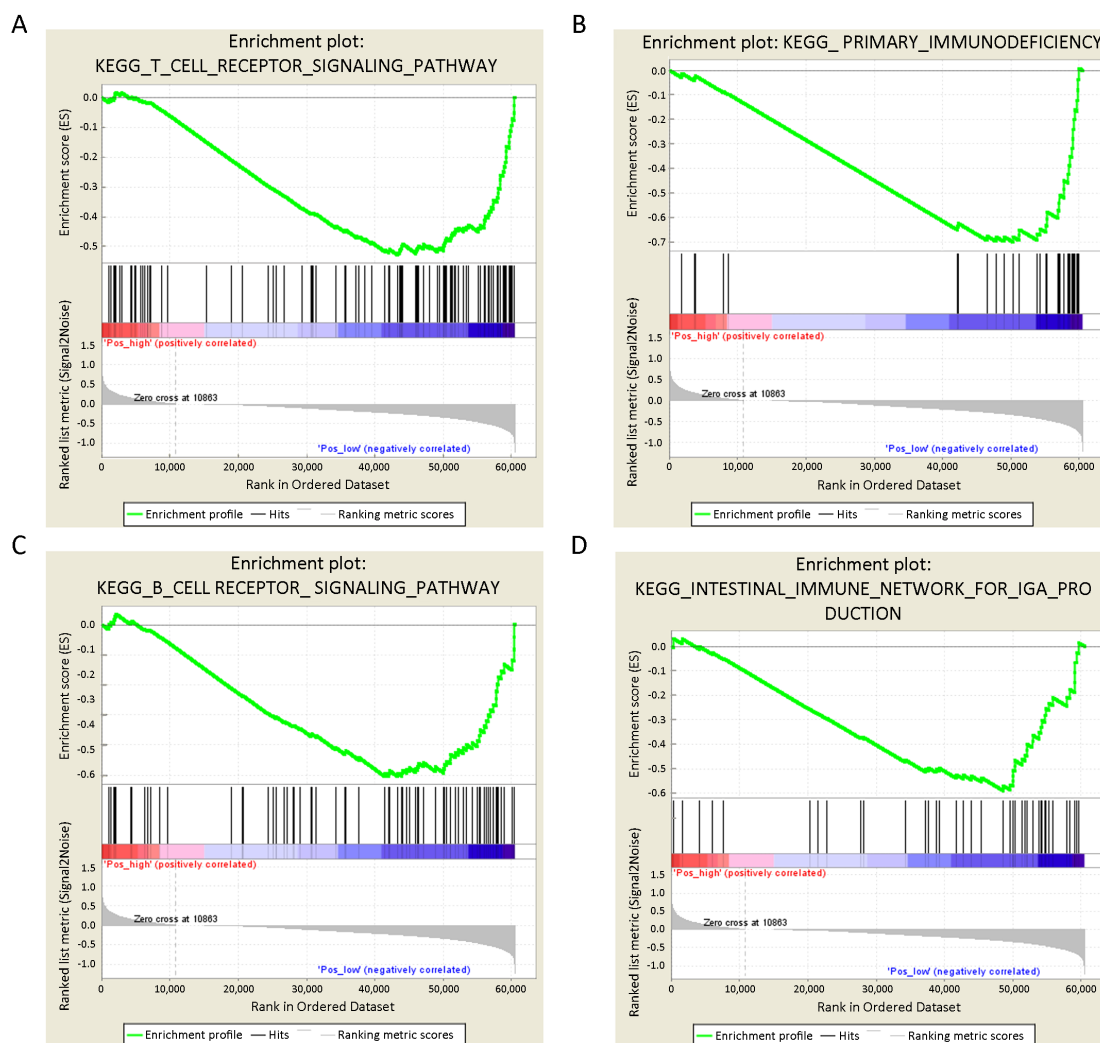 A
Enrichment plot:
KEGG_T_CELL_RECEPTOR_SIGNALING_PATHWAY
Enrichment score (ES)
0.0
-0.1
-0.2
-0.3
-0.4
-0.5
Ranked list metric (Signal2Noise)
1.5
1.0
0.5
0.0
-0.5
-1.0
'Pos_high' (positively correlated)
Zero cross at 10863
'Pos_low' (negatively correlated)
0 10,000 20,000 30,000 40,000 50,000 60,000
Rank in Ordered Dataset
Enrichment profile Hits Ranking metric scores
B
Enrichment plot: KEGG_ PRIMARY_IMMUNODEFICIENCY
Enrichment score (ES)
0.0
-0.1
-0.2
-0.3
-0.4
-0.5
-0.6
-0.7
Ranked list metric (Signal2Noise)
1.5
1.0
0.5
0.0
-0.5
-1.0
'Pos_high' (positively correlated)
Zero cross at 10863
'Pos_low' (negatively correlated)
0 10,000 20,000 30,000 40,000 50,000 60,000
Rank in Ordered Dataset
Enrichment profile Hits Ranking metric scores
C
Enrichment plot:
KEGG_B_CELL RECEPTOR_ SIGNALING_PATHWAY
Enrichment score (ES)
0.0
-0.1
-0.2
-0.3
-0.4
-0.5
-0.6
Ranked list metric (Signal2Noise)
1.5
1.0
0.5
0.0
-0.5
-1.0
'Pos_high' (positively correlated)
Zero cross at 10863
'Pos_low' (negatively correlated)
0 10,000 20,000 30,000 40,000 50,000 60,000
Rank in Ordered Dataset
Enrichment profile Hits Ranking metric scores
D
Enrichment plot:
KEGG_INTESTINAL_IMMUNE_NETWORK_FOR_IGA_PRO
DUCTION
Enrichment score (ES)
0.0
-0.1
-0.2
-0.3
-0.4
-0.5
-0.6
Ranked list metric (Signal2Noise)
1.5
1.0
0.5
0.0
-0.5
-1.0
'Pos_high' (positively correlated)
Zero cross at 10863
'Pos_low' (negatively correlated)
0 10,000 20,000 30,000 40,000 50,000 60,000
Rank in Ordered Dataset
Enrichment profile Hits Ranking metric scores